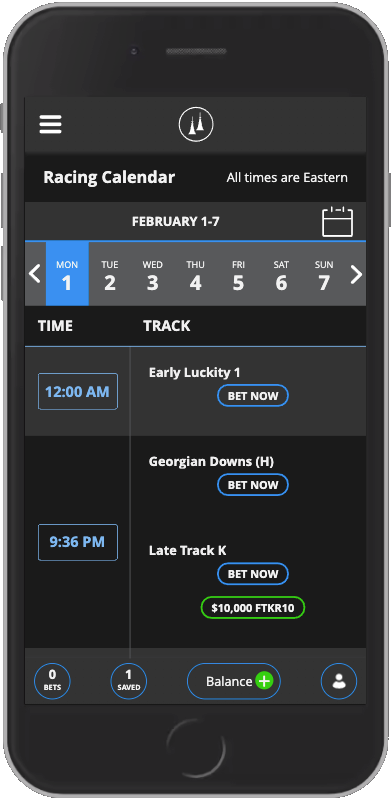 Racing Calendar
All times are Eastern
FEBRUARY 1-7
MON TUE WED THU FRI SAT SUN
1 2 3 4 5 6 7
TIME TRACK
Early Luckity 1
12:00 AM
BET NOW
Georgian Downs (H)
BET NOW
9:36 PM
Late Track K
BET NOW
$10,000 FTKR10
0 BETS
1 SAVED
Balance